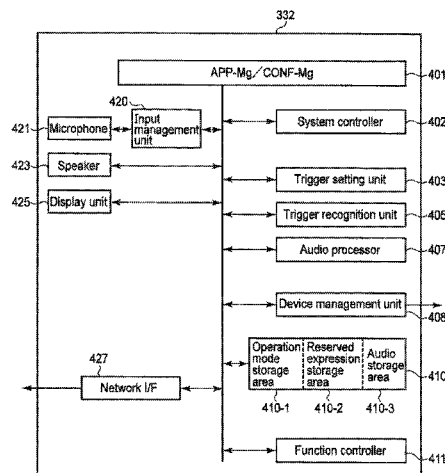 332
APP-Mg/CONF-Mg
401
420
421
Microphone
Input
management
unit
System controller
402
423
Speaker
Trigger setting unit
403
425
Display unit
Trigger recognition unit
405
Audio processor
407
Device management unit
408
427
Network I/F
Operation
mode
storage
area
Reserved
expression
storage
area
Audio
storage
area
410
410-1
410-2
410-3
Function controller
411